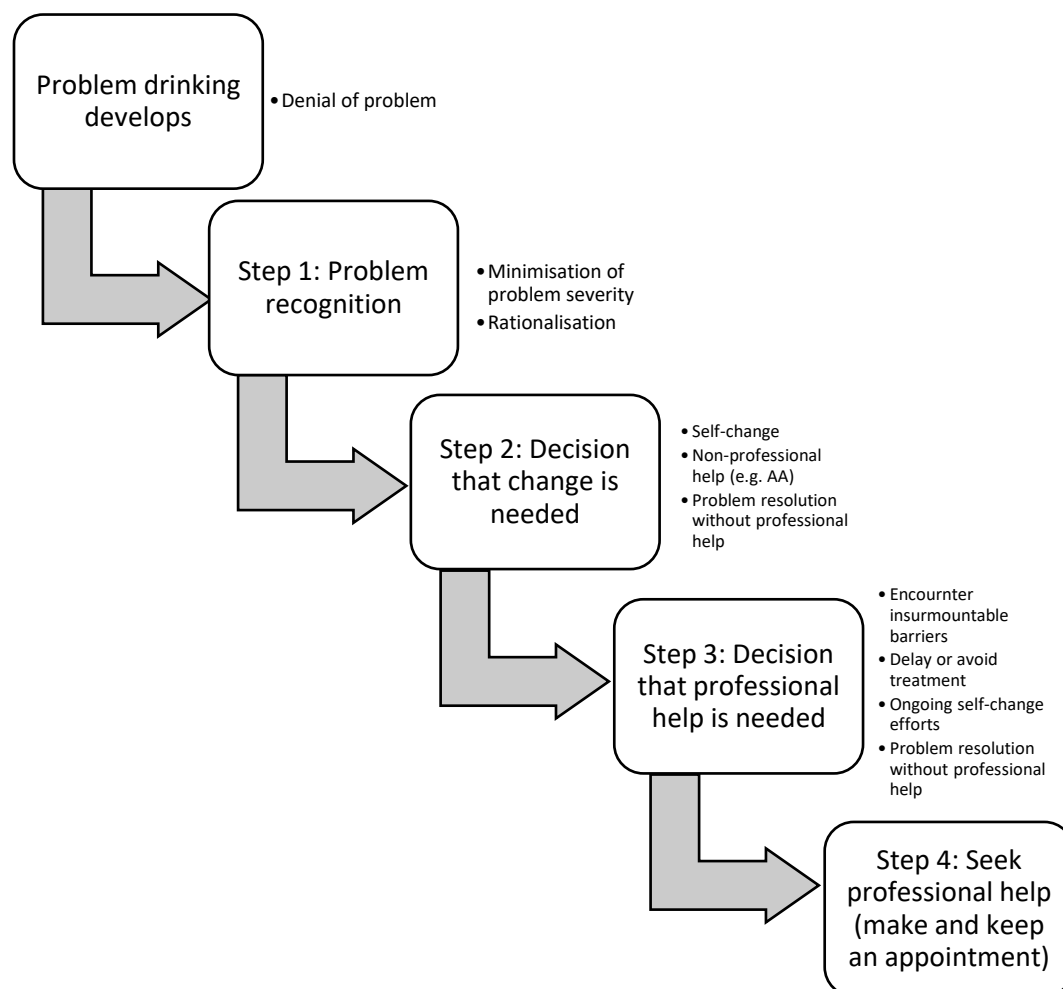 Problem drinking
develops
• Denial of problem
Step 1: Problem
recognition
• Minimisation of
problem severity
• Rationalisation
Step 2: Decision
that change is
needed
• Self-change
• Non-professional
help (e.g. AA)
• Problem resolution
without professional
help
Step 3: Decision
that professional
help is needed
• Encournter
insurmountable
barriers
• Delay or avoid
treatment
• Ongoing self-change
efforts
• Problem resolution
without professional
help
Step 4: Seek
professional help
(make and keep
an appointment)